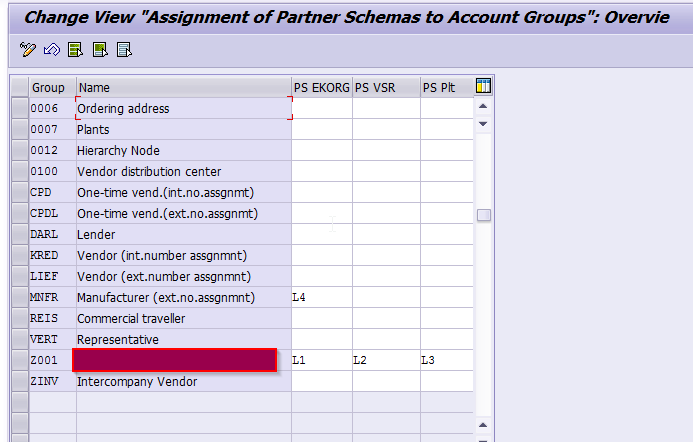 Change View "Assignment of Partner Schemas to Account Groups": Overvie
Group Name PS EKORG PS VSR PS Plt
0006 Ordering address
0007 Plants
0012 Hierarchy Node
0100 Vendor distribution center
CPD One-time vend.(int.no.assgnmt)
CPDL One-time vend.(ext.no.assgnmt)
DARL Lender
KRED Vendor (int.number assgnmnt)
LIEF Vendor (ext.number assgnmnt)
MNFR Manufacturer (ext.no.assgnmnt) L4
REIS Commercial traveller
VERT Representative
Z001 L1 L2 L3
ZINV Intercompany Vendor